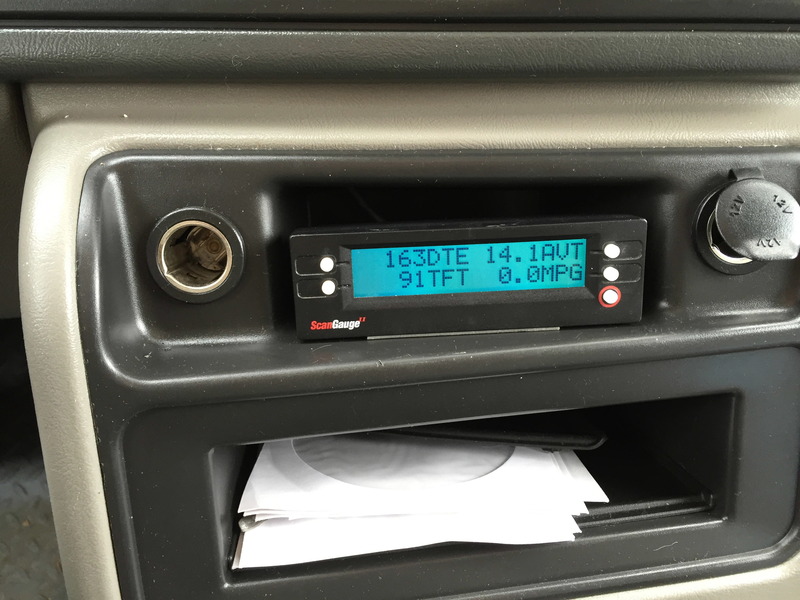 163DTE 14.1AVT
91TFT 0.0MPG
ScanGauge II
12V
12V
12V